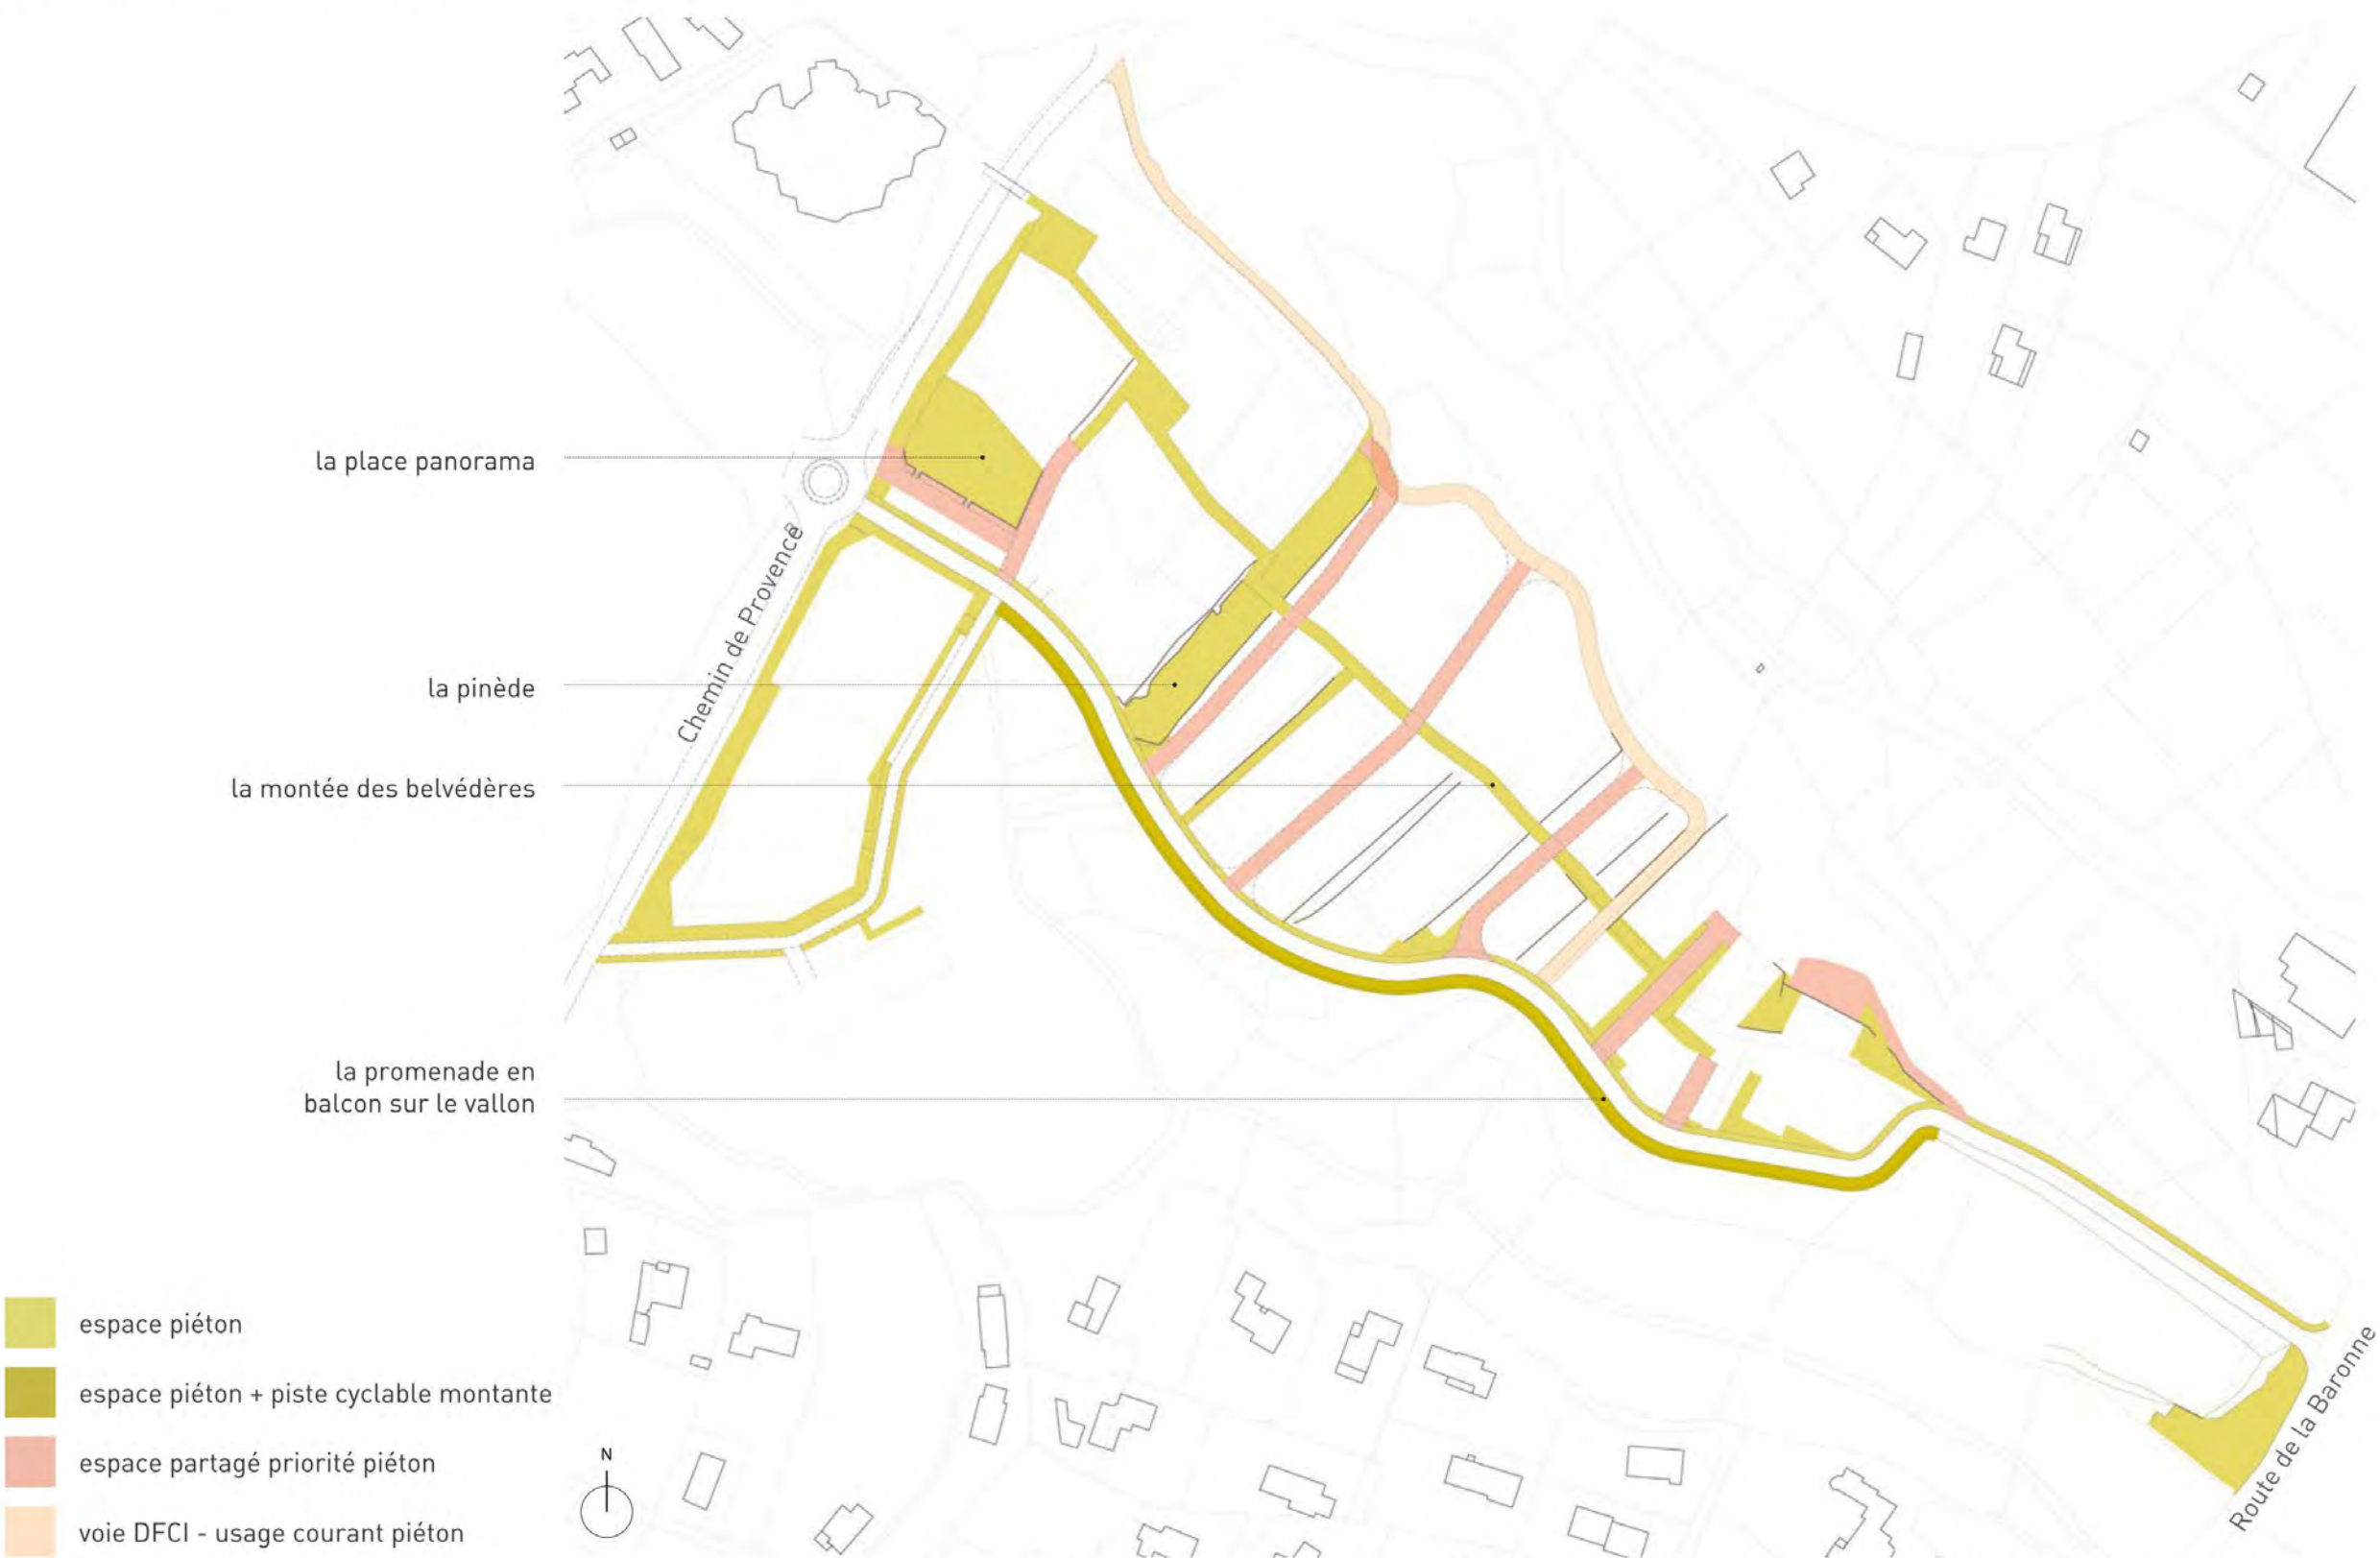 la place panorama
Chemin de Provence
la pinède
la montée des belvédères
la promenade en
balcon sur le vallon
espace piéton
espace piéton + piste cyclable montante
espace partagé priorité piéton
voie DFCI - usage courant piéton
N
Route de la Baronne